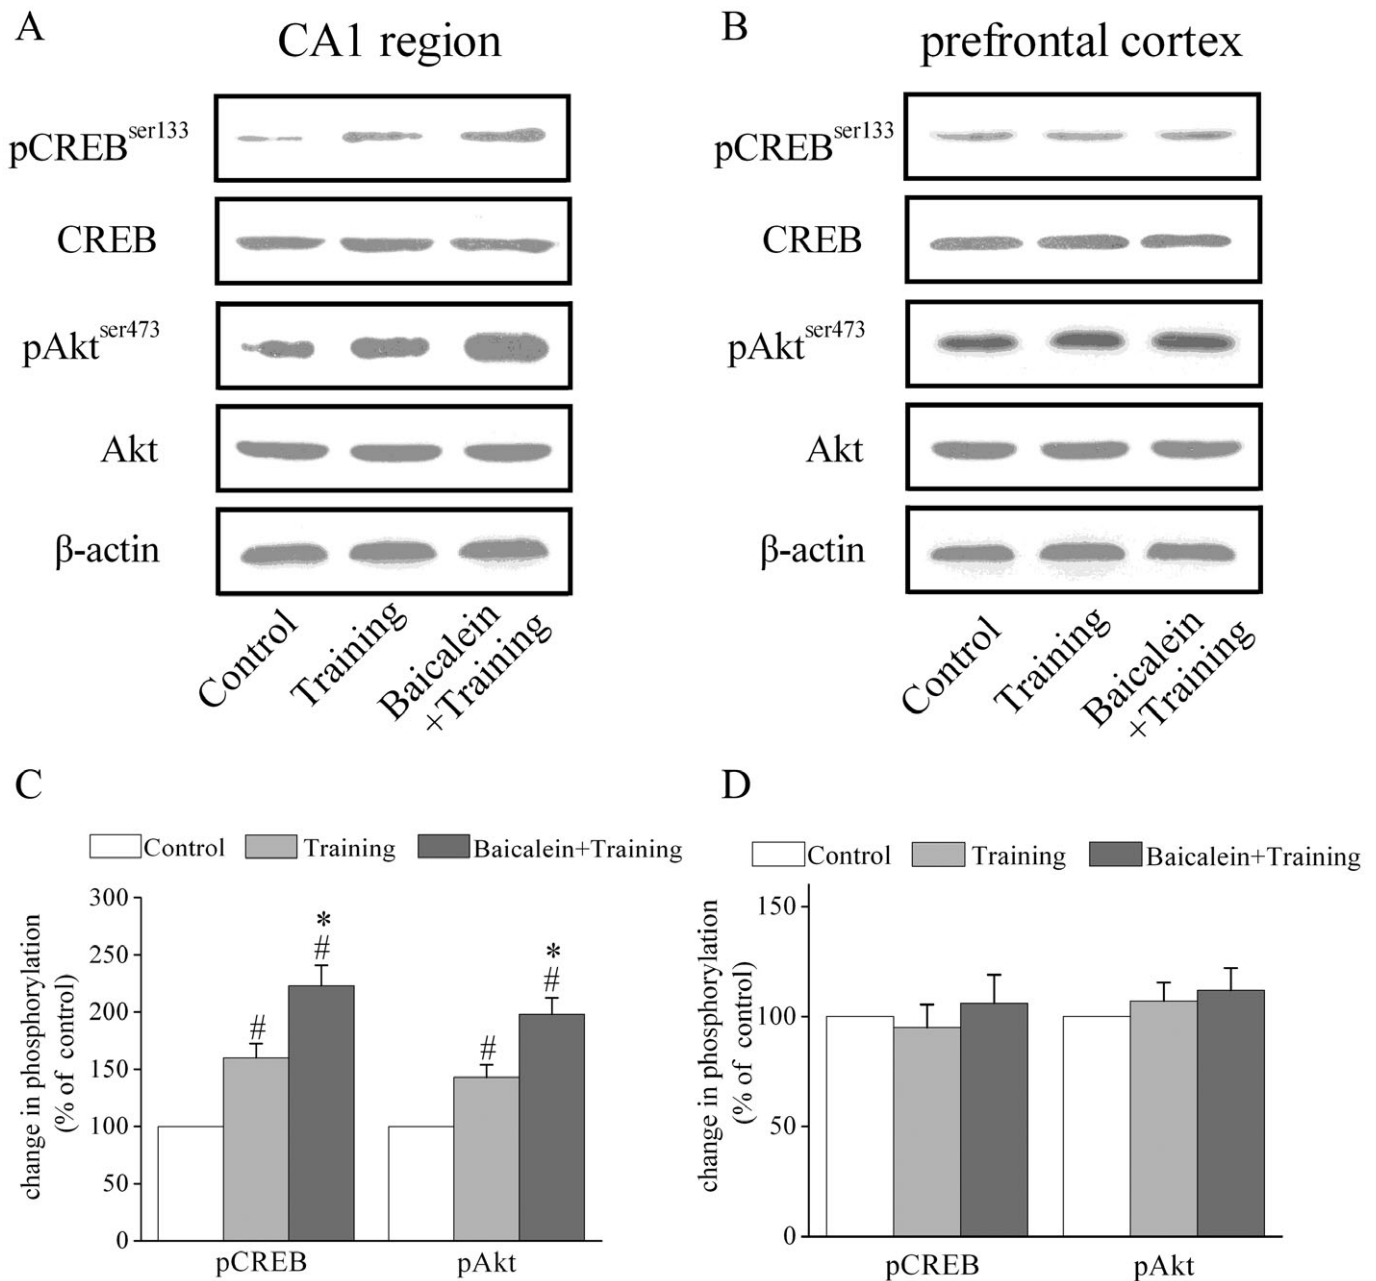 A
CA1 region
pCREBser133
CREB
pAktser473
Akt
β-actin
Control
Training
Baicalein
+Training
B
prefrontal cortex
pCREBser133
CREB
pAktser473
Akt
β-actin
Control
Training
Baicalein
+Training
C
Control Training Baicalein+Training
change in phosphorylation
(% of control)
300
250
200
150
100
50
0
* # # * # #
pCREB pAkt
D
Control Training Baicalein+Training
change in phosphorylation
(% of control)
150
100
50
0
pCREB pAkt